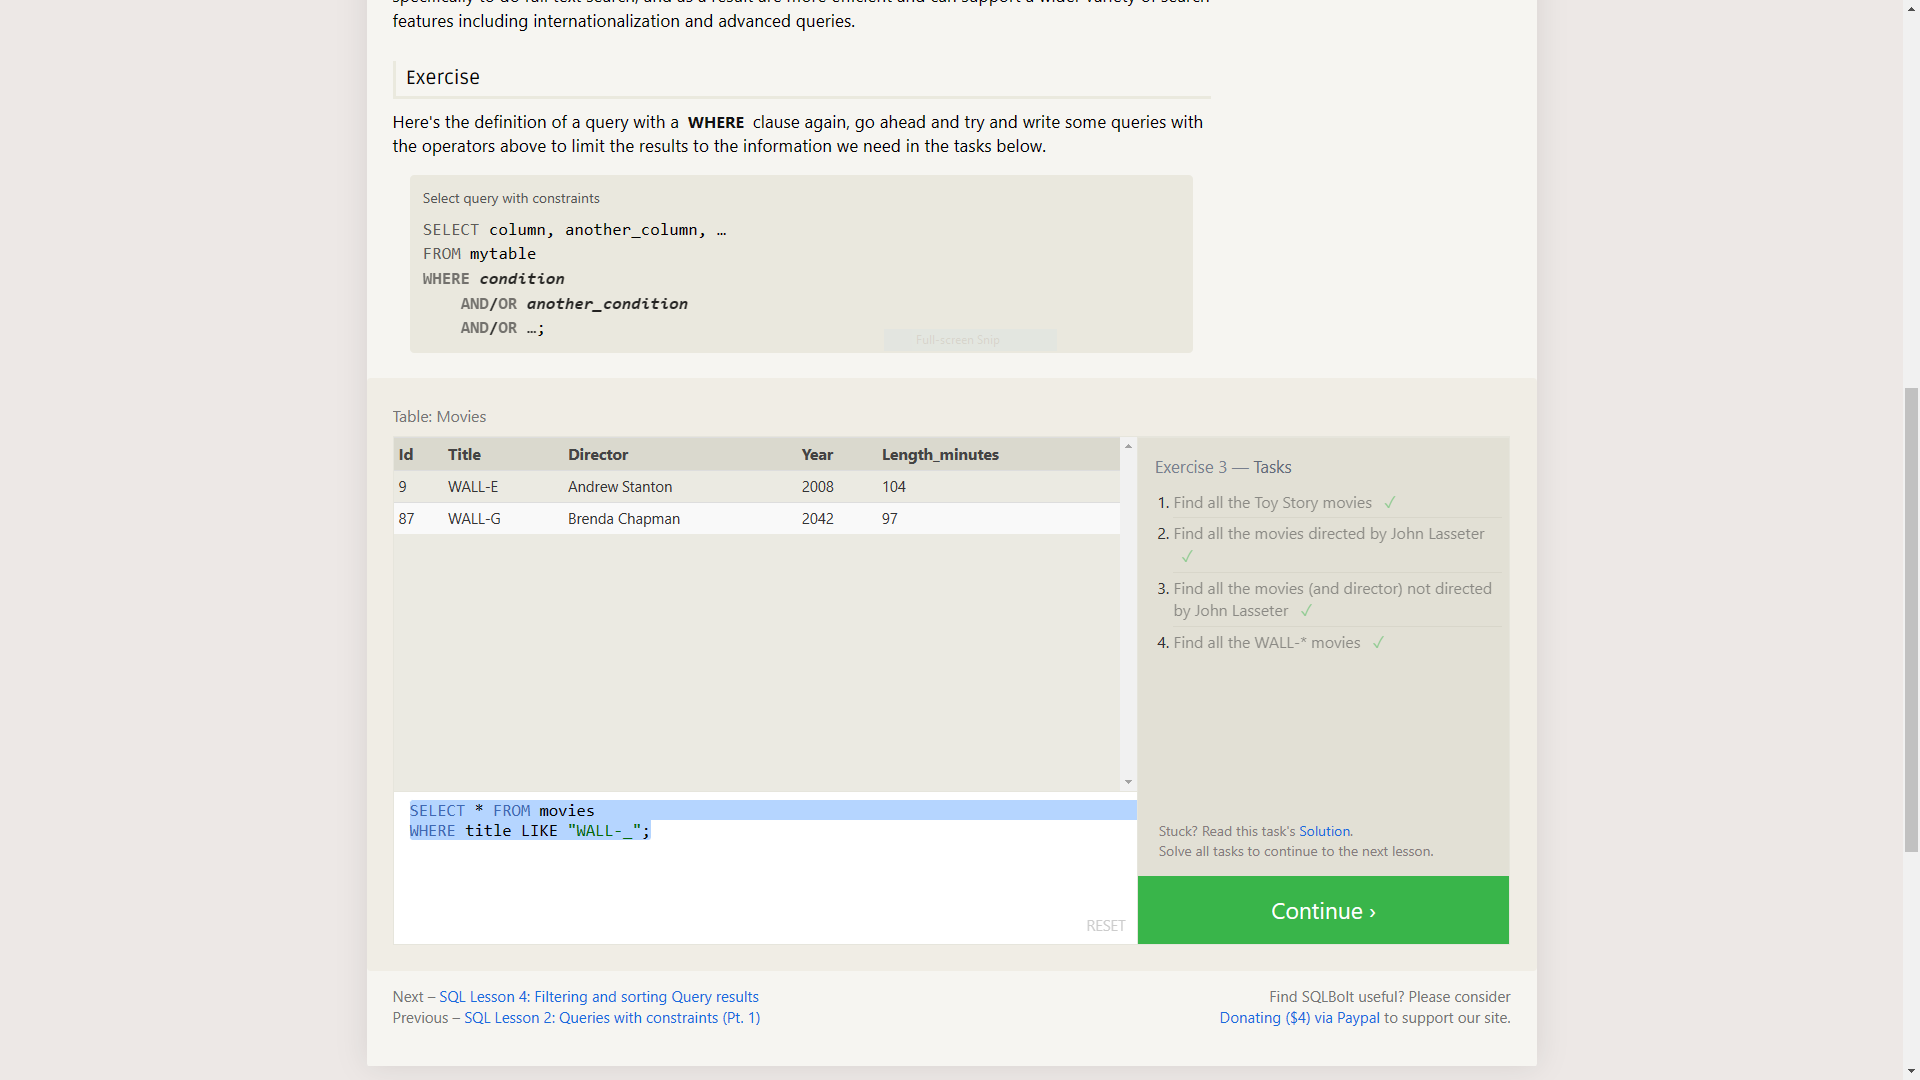 features including internationalization and advanced queries.
Exercise
Here's the definition of a query with a WHERE clause again, go ahead and try and write some queries with
the operators above to limit the results to the information we need in the tasks below.
Select query with constraints
SELECT column, another_column, …
FROM mytable
WHERE condition
AND/OR another_condition
AND/OR …;
Full-screen Snip
Table: Movies
Id Title Director Year Length_minutes
9 WALL-E Andrew Stanton 2008 104
87 WALL-G Brenda Chapman 2042 97
SELECT * FROM movies
WHERE title LIKE "WALL-_";
RESET
Exercise 3 — Tasks
1. Find all the Toy Story movies ✓
2. Find all the movies directed by John Lasseter
✓
3. Find all the movies (and director) not directed
by John Lasseter ✓
4. Find all the WALL-* movies ✓
Stuck? Read this task's Solution.
Solve all tasks to continue to the next lesson.
Continue ›
Next – SQL Lesson 4: Filtering and sorting Query results
Previous – SQL Lesson 2: Queries with constraints (Pt. 1)
Find SQLBolt useful? Please consider
Donating ($4) via Paypal to support our site.